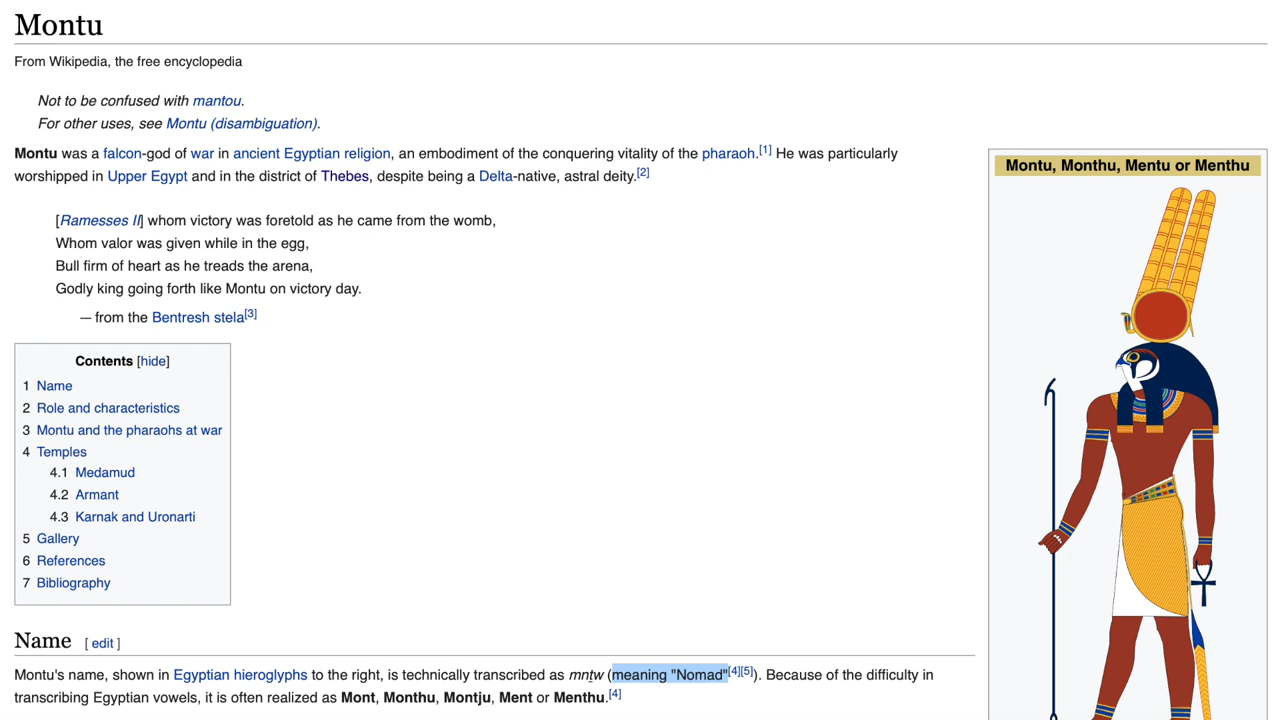 Montu
From Wikipedia, the free encyclopedia
Not to be confused with mantou.
For other uses, see Montu (disambiguation).
Montu was a falcon-god of war in ancient Egyptian religion, an embodiment of the conquering vitality of the pharaoh.[1] He was particularly
worshipped in Upper Egypt and in the district of Thebes, despite being a Delta-native, astral deity.[2]
[Ramesses II] whom victory was foretold as he came from the womb,
Whom valor was given while in the egg,
Bull firm of heart as he treads the arena,
Godly king going forth like Montu on victory day.
— from the Bentresh stela[3]
Contents [hide]
1 Name
2 Role and characteristics
3 Montu and the pharaohs at war
4 Temples
4.1 Medamud
4.2 Armant
4.3 Karnak and Uronarti
5 Gallery
6 References
7 Bibliography
Name [ edit ]
Montu's name, shown in Egyptian hieroglyphs to the right, is technically transcribed as mnṯw (meaning "Nomad"[4][5]). Because of the difficulty in
transcribing Egyptian vowels, it is often realized as Mont, Monthu, Montju, Ment or Menthu.[4]
Montu, Monthu, Mentu or Menthu